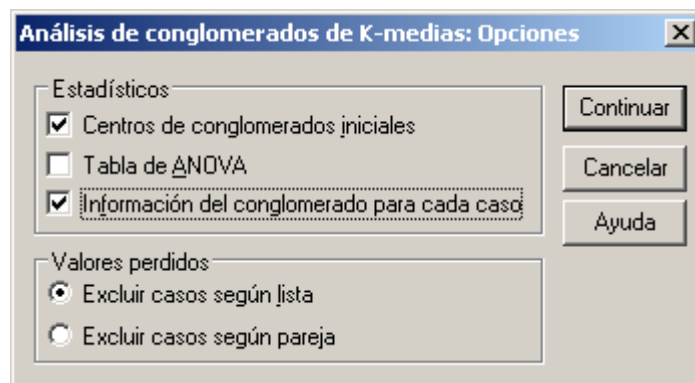 Análisis de conglomerados de K-medias: Opciones
Estadísticos
Centros de conglomerados iniciales
Tabla de ANOVA
Información del conglomerado para cada caso
Valores perdidos
Excluir casos según lista
Excluir casos según pareja
Continuar
Cancelar
Ayuda